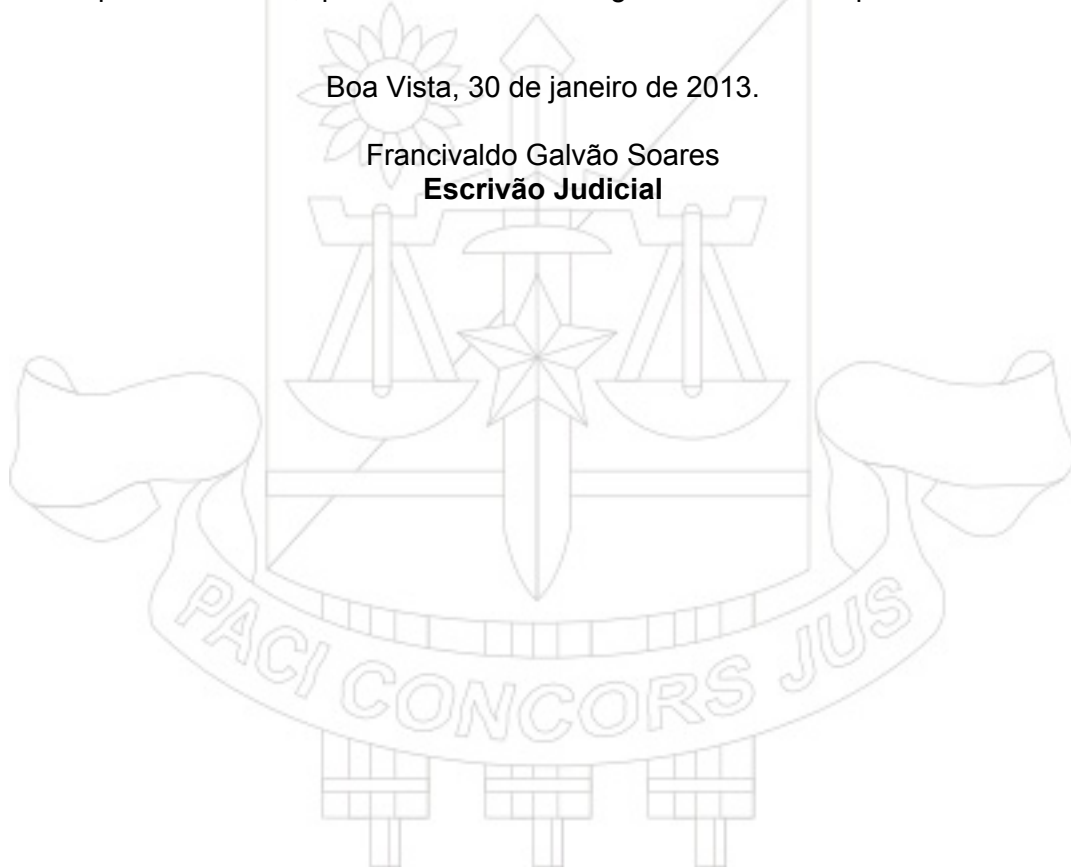 Boa Vista, 30 de janeiro de 2013.
Francivaldo Galvão Soares
Escrivão Judicial
PACI CONCORS JUS